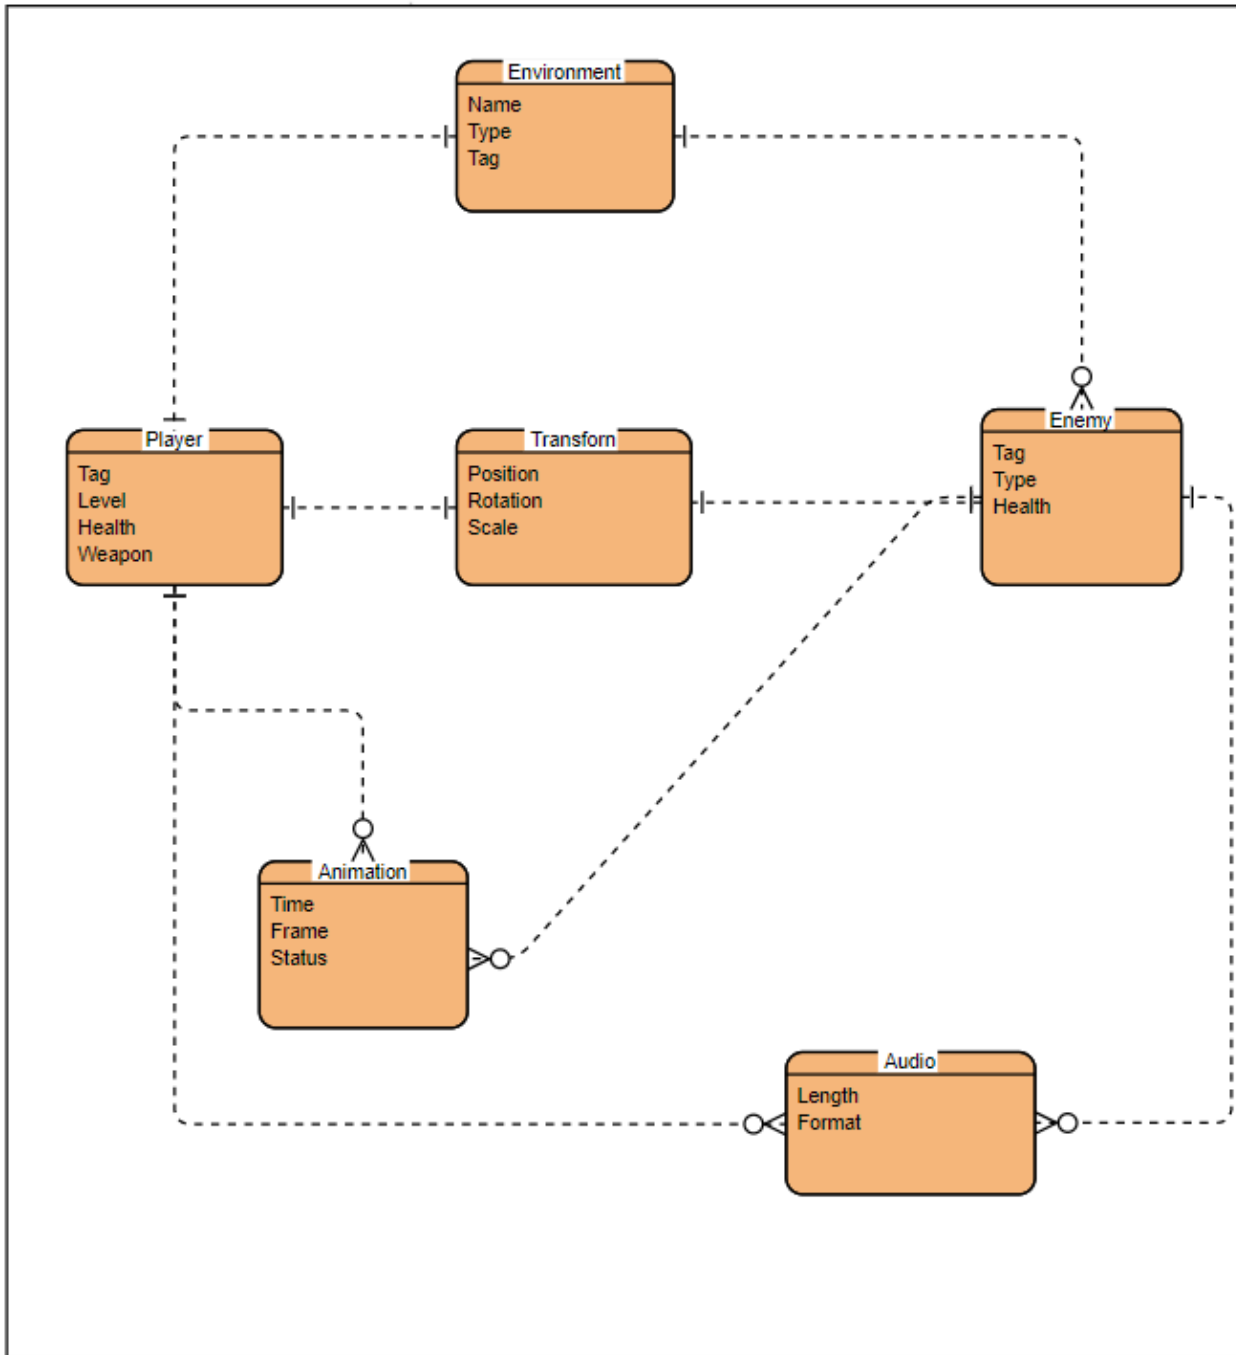 Environment
Name
Type
Tag
Player
Tag
Level
Health
Weapon
Transforn
Position
Rotation
Scale
Enemy
Tag
Type
Health
Animation
Time
Frame
Status
Audio
Length
Format